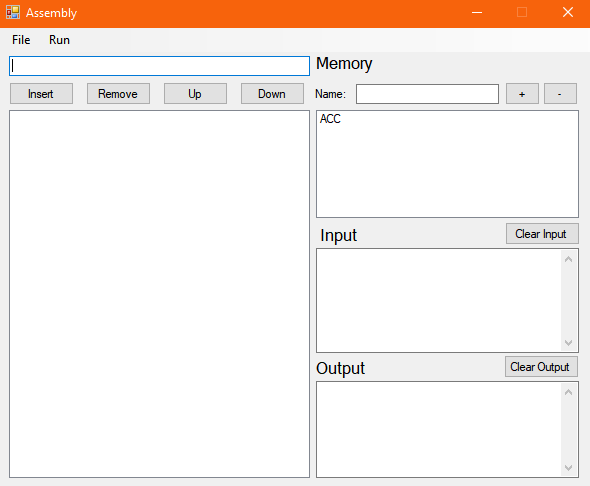 Assembly
File Run
Memory
Insert Remove Up Down Name: + -
ACC
Input Clear Input
Output Clear Output